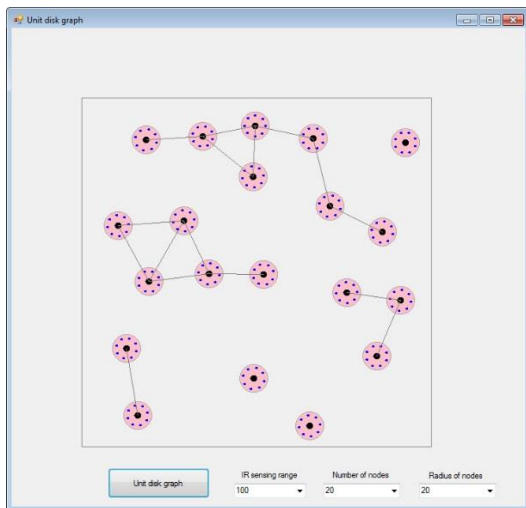 Unit disk graph
Unit disk graph
IR sensing range
Number of nodes
Radius of nodes
100
20
20